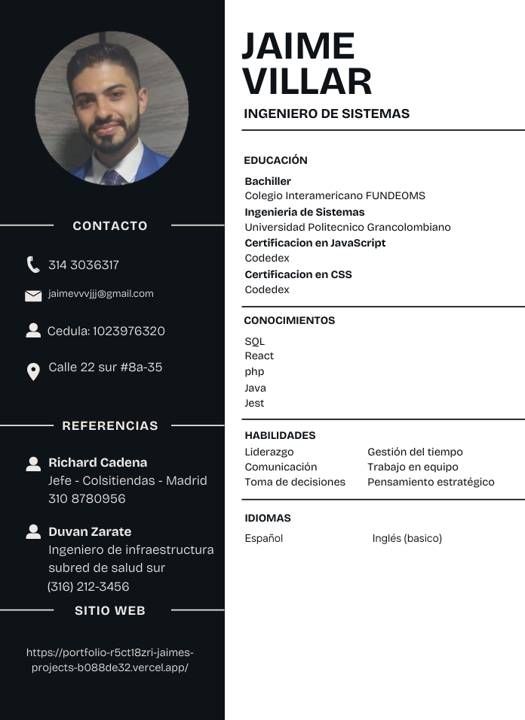 JAIME
VILLAR
INGENIERO DE SISTEMAS
CONTACTO
314 3036317
jaimevvvjjj@gmail.com
Cedula: 1023976320
Calle 22 sur #8a-35
REFERENCIAS
Richard Cadena
Jefe - Colsitiendas - Madrid
310 8780956
Duvan Zarate
Ingeniero de infraestructura
subred de salud sur
(316) 212-3456
SITIO WEB
https://portfolio-r5ct18zri-jaimes-
projects-b088de32.vercel.app/
EDUCACIÓN
Bachiller
Colegio Interamericano FUNDEOMS
Ingenieria de Sistemas
Universidad Politecnico Grancolombiano
Certificacion en JavaScript
Codedex
Certificacion en CSS
Codedex
CONOCIMIENTOS
SQL
React
php
Java
Jest
HABILIDADES
Liderazgo
Comunicación
Toma de decisiones
Gestión del tiempo
Trabajo en equipo
Pensamiento estratégico
IDIOMAS
Español
Inglés (basico)